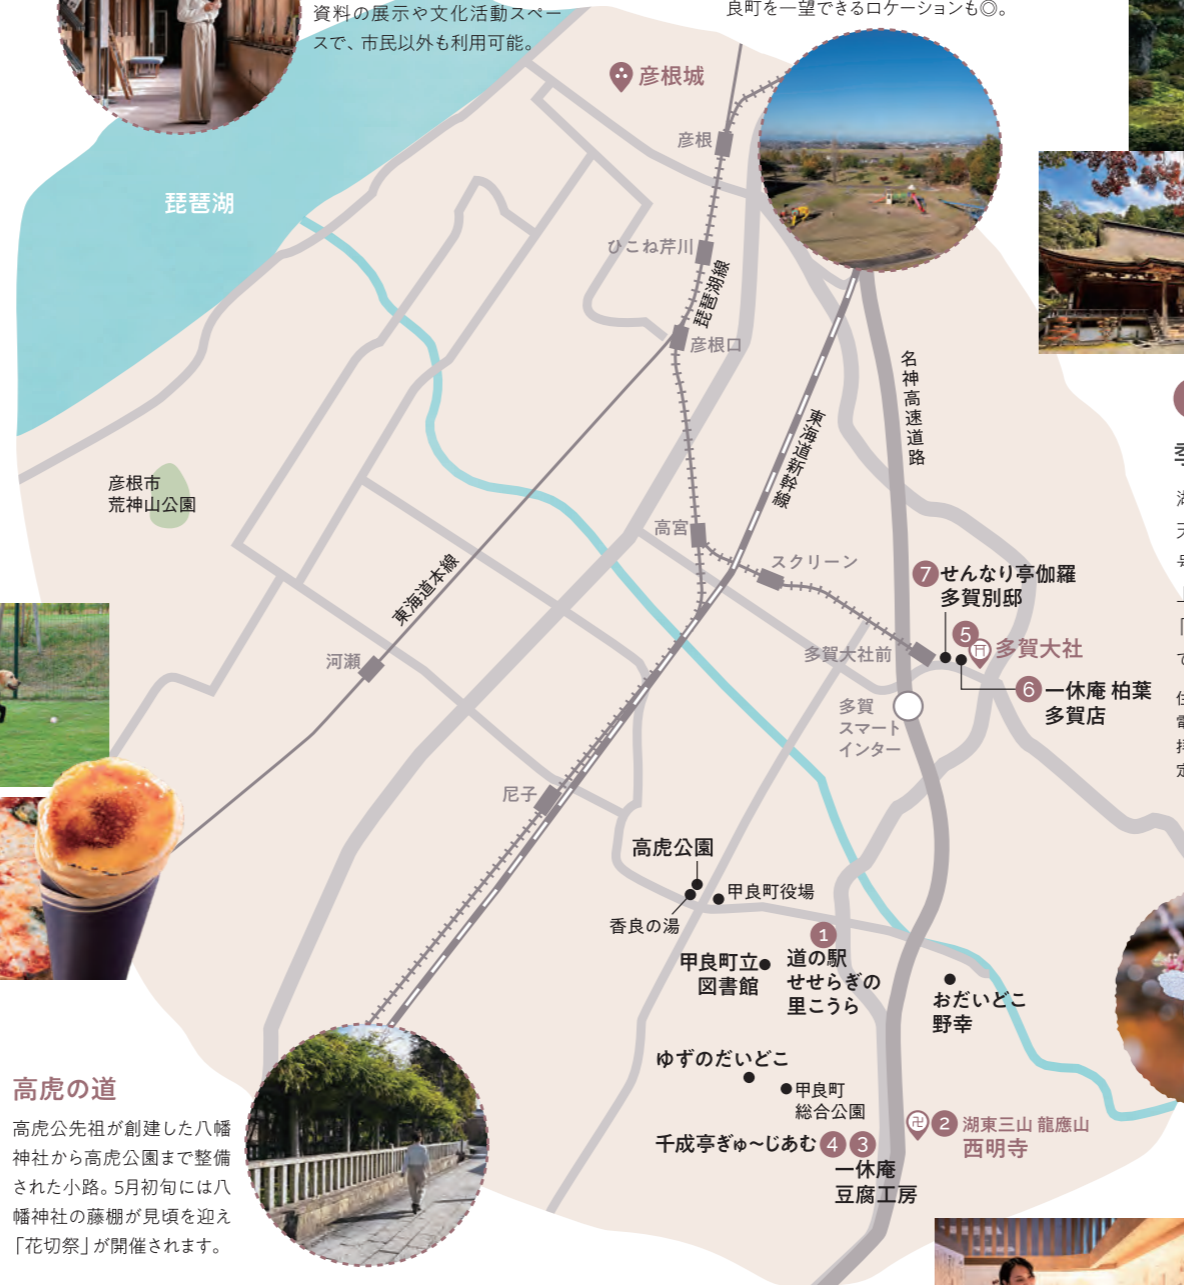 資料の展示や文化活動スペー
スで、市民以外も利用可能。
良町を一望できるロケーションも◎。
彦根城
彦根
琵琶湖
ひこね芹川
琵琶湖線
彦根口
名神高速道路
東海道新幹線
彦根市
荒神山公園
高宮
スクリーン
東海道本線
7 せんなり亭伽羅
多賀別邸
5
多賀大社
多賀大社前
河瀬
6 一休庵 柏葉
多賀店
多賀
スマート
インター
尼子
高虎公園
甲良町役場
香良の湯
1
道の駅
せせらぎの
里こうら
甲良町立
図書館
おだいどこ
野幸
ゆずのだいどこ
甲良町
総合公園
千成亭ぎゅ〜じあむ 4
3
一休庵
豆腐工房
卍 2 湖東三山 龍應山
西明寺
高虎の道
高虎公先祖が創建した八幡
神社から高虎公園まで整備
された小路。5月初旬には八
幡神社の藤棚が見頃を迎え
「花切祭」が開催されます。